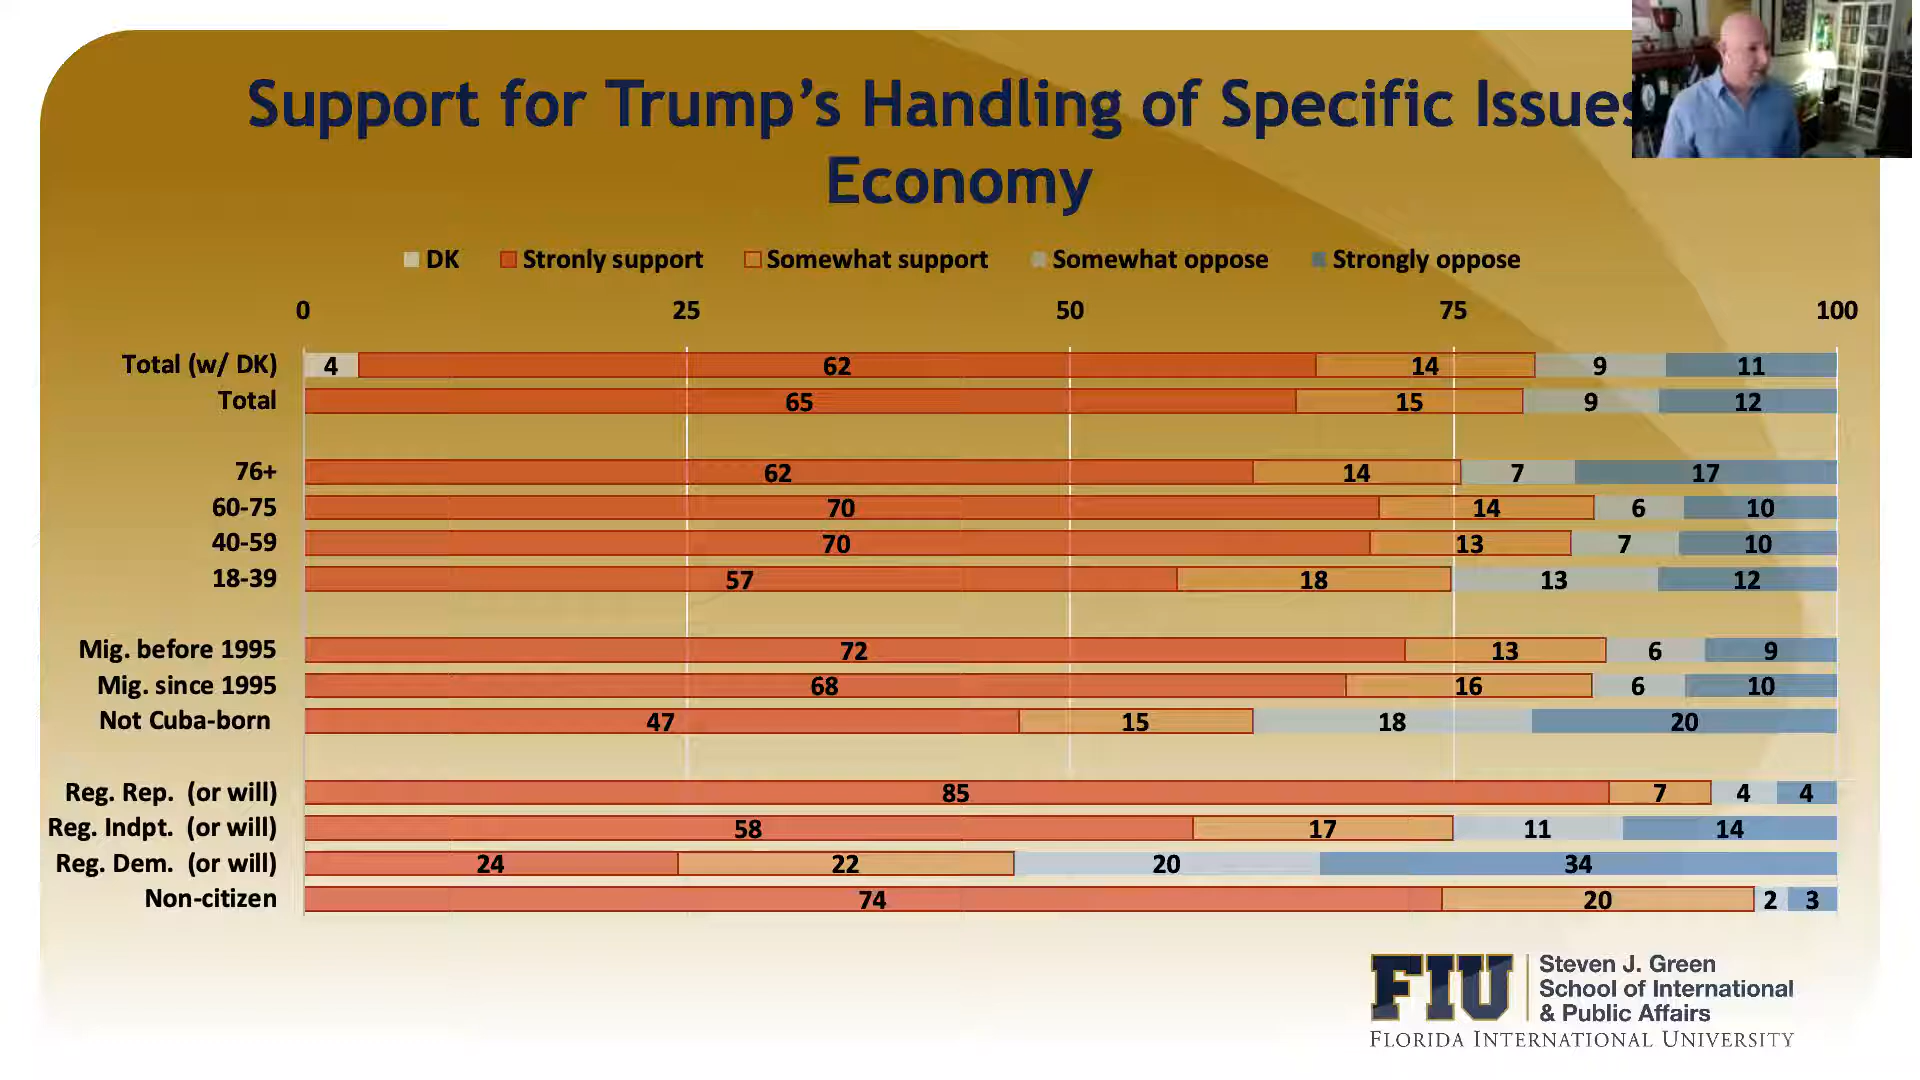 Support for Trump’s Handling of Specific Issues
Economy
DK Stronly support Somewhat support Somewhat oppose Strongly oppose
0 25 50 75 100
Total (w/ DK) 4 62 14 9 11
Total 65 15 9 12
76+ 62 14 7 17
60-75 70 14 6 10
40-59 70 13 7 10
18-39 57 18 13 12
Mig. before 1995 72 13 6 9
Mig. since 1995 68 16 6 10
Not Cuba-born 47 15 18 20
Reg. Rep. (or will) 85 7 4 4
Reg. Indpt. (or will) 58 17 11 14
Reg. Dem. (or will) 24 22 20 34
Non-citizen 74 20 2 3
FIU
Steven J. Green
School of International
& Public Affairs
FLORIDA INTERNATIONAL UNIVERSITY